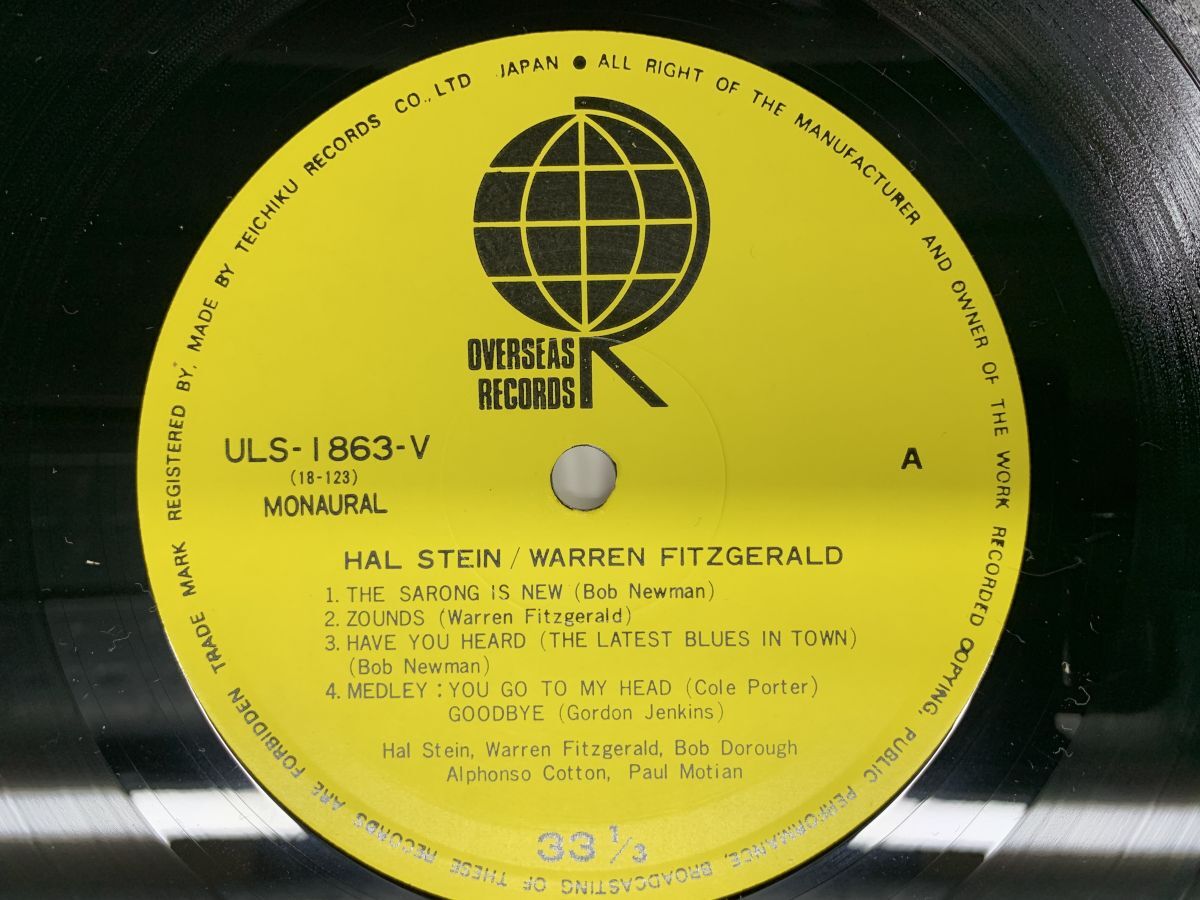 TRADE MARK REGISTERED BY, MADE BY TEICHIKU RECORDS CO., LTD JAPAN ● ALL RIGHT OF THE MANUFACTURER AND OWNER OF THE WORK RECORDED COPYING, PUBLIC PERFORMANCE, BROADCASTING OF THESE RECORDS ARE FORBIDDEN
OVERSEAS
RECORDS
ULS-1863-V
(18-123)
MONAURAL
A
HAL STEIN / WARREN FITZGERALD
1. THE SARONG IS NEW (Bob Newman)
2. ZOUNDS (Warren Fitzgerald)
3. HAVE YOU HEARD (THE LATEST BLUES IN TOWN)
(Bob Newman)
4. MEDLEY : YOU GO TO MY HEAD (Cole Porter)
GOODBYE (Gordon Jenkins)
Hal Stein, Warren Fitzgerald, Bob Dorough
Alphonso Cotton, Paul Motian
33 1/3